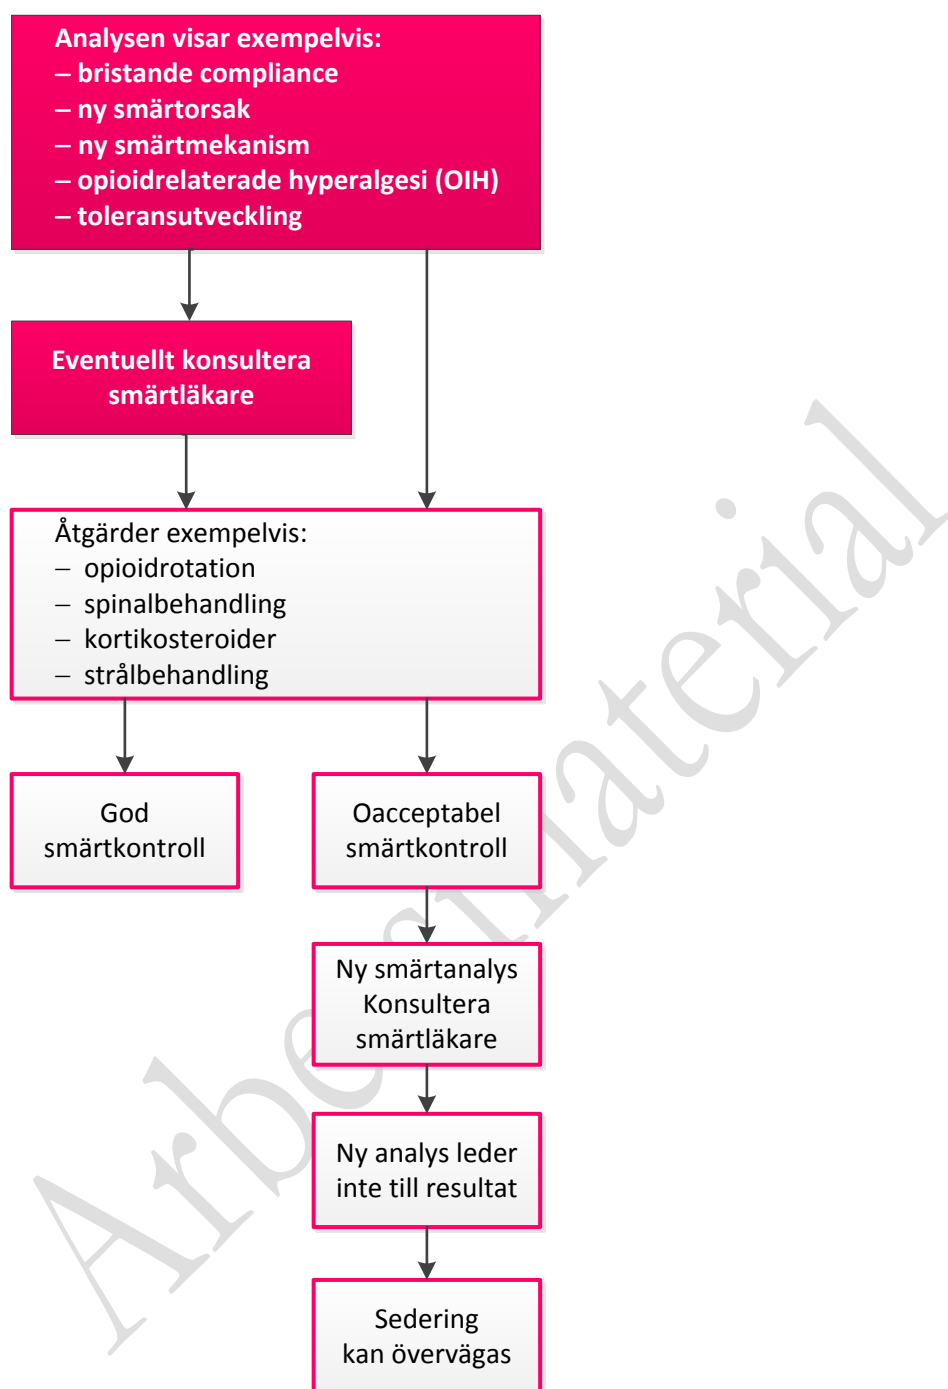 Analysen visar exempelvis:
– bristande compliance
– ny smärtorsak
– ny smärtmekanism
– opioidrelaterade hyperalgesi (OIH)
– toleransutveckling
Eventuellt konsultera
smärtläkare
Åtgärder exempelvis:
– opioidrotation
– spinalbehandling
– kortikosteroider
– strålbehandling
God
smärtkontroll
Oacceptabel
smärtkontroll
Ny smärtanalys
Konsultera
smärtläkare
Ny analys leder
inte till resultat
Sedering
kan övervägas
Arbetsmaterial